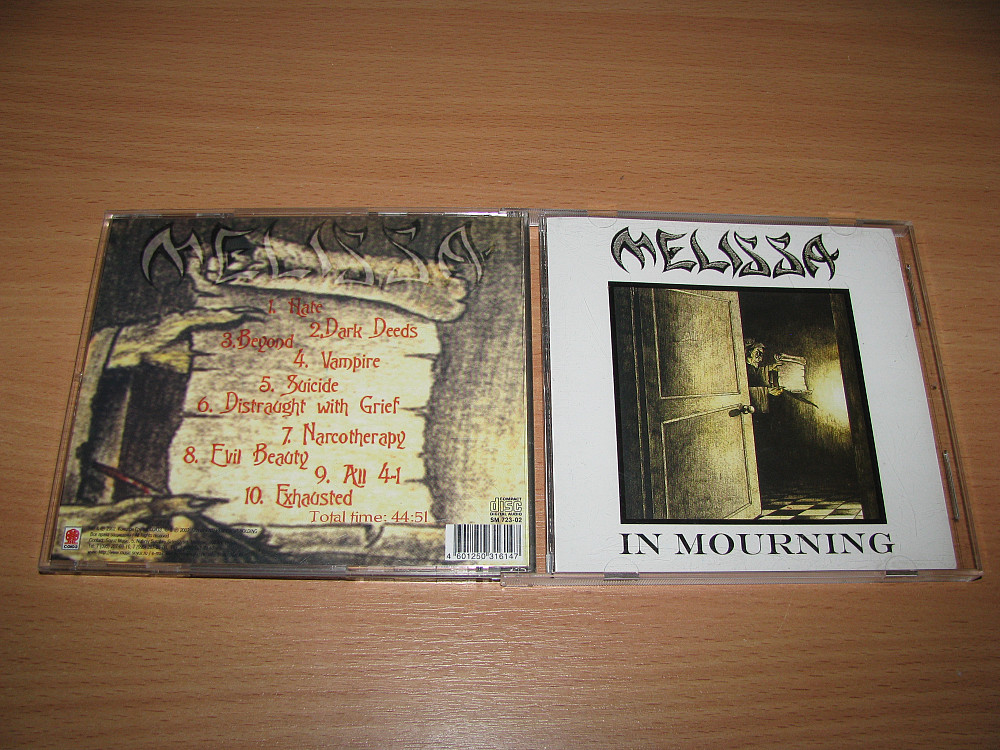 MELISSA
1. Hate
2. Dark Deeds
3. Beyond
4. Vampire
5. Suicide
6. Distraught with Grief
7. Narcotherapy
8. Evil Beauty
9. All 4-1
10. Exhausted
Total time: 44:51
COMPACT
disc
DIGITAL AUDIO
SM 723-02
4 601250 316147
MELISSA
IN MOURNING